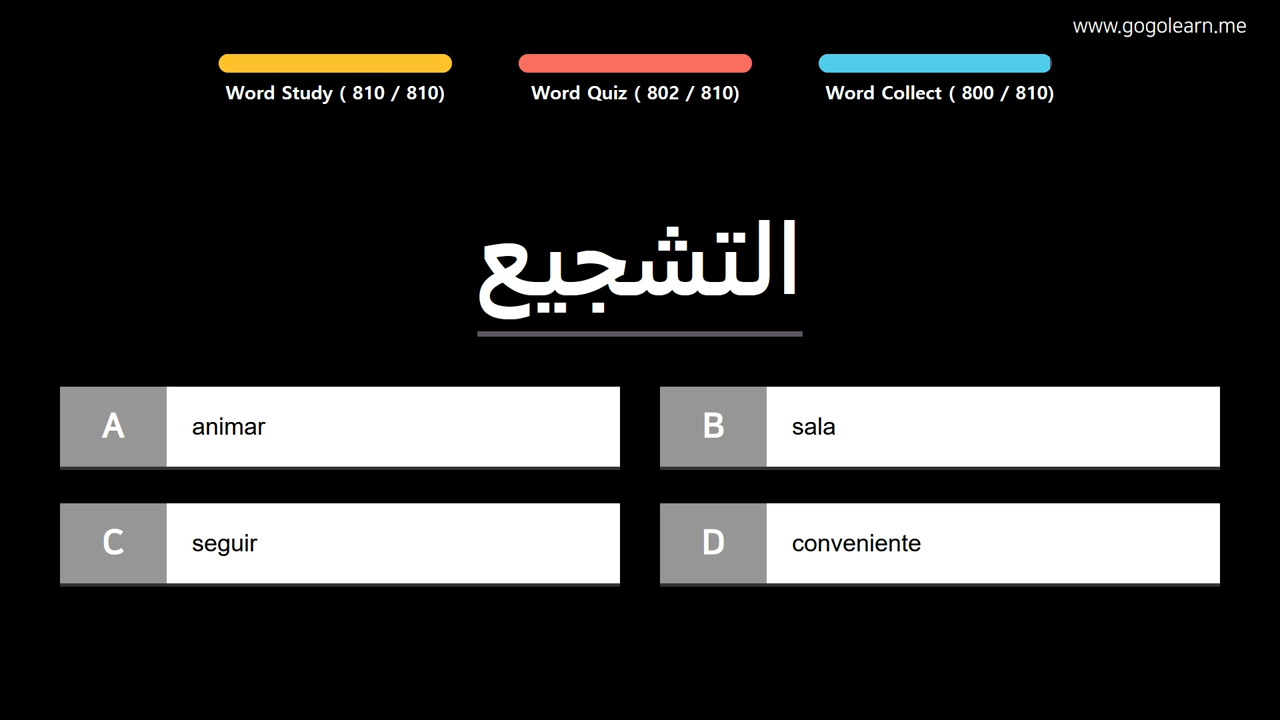 www.gogolearn.me
Word Study ( 810 / 810)
Word Quiz ( 802 / 810)
Word Collect ( 800 / 810)
التشجيع
A animar
B sala
C seguir
D conveniente